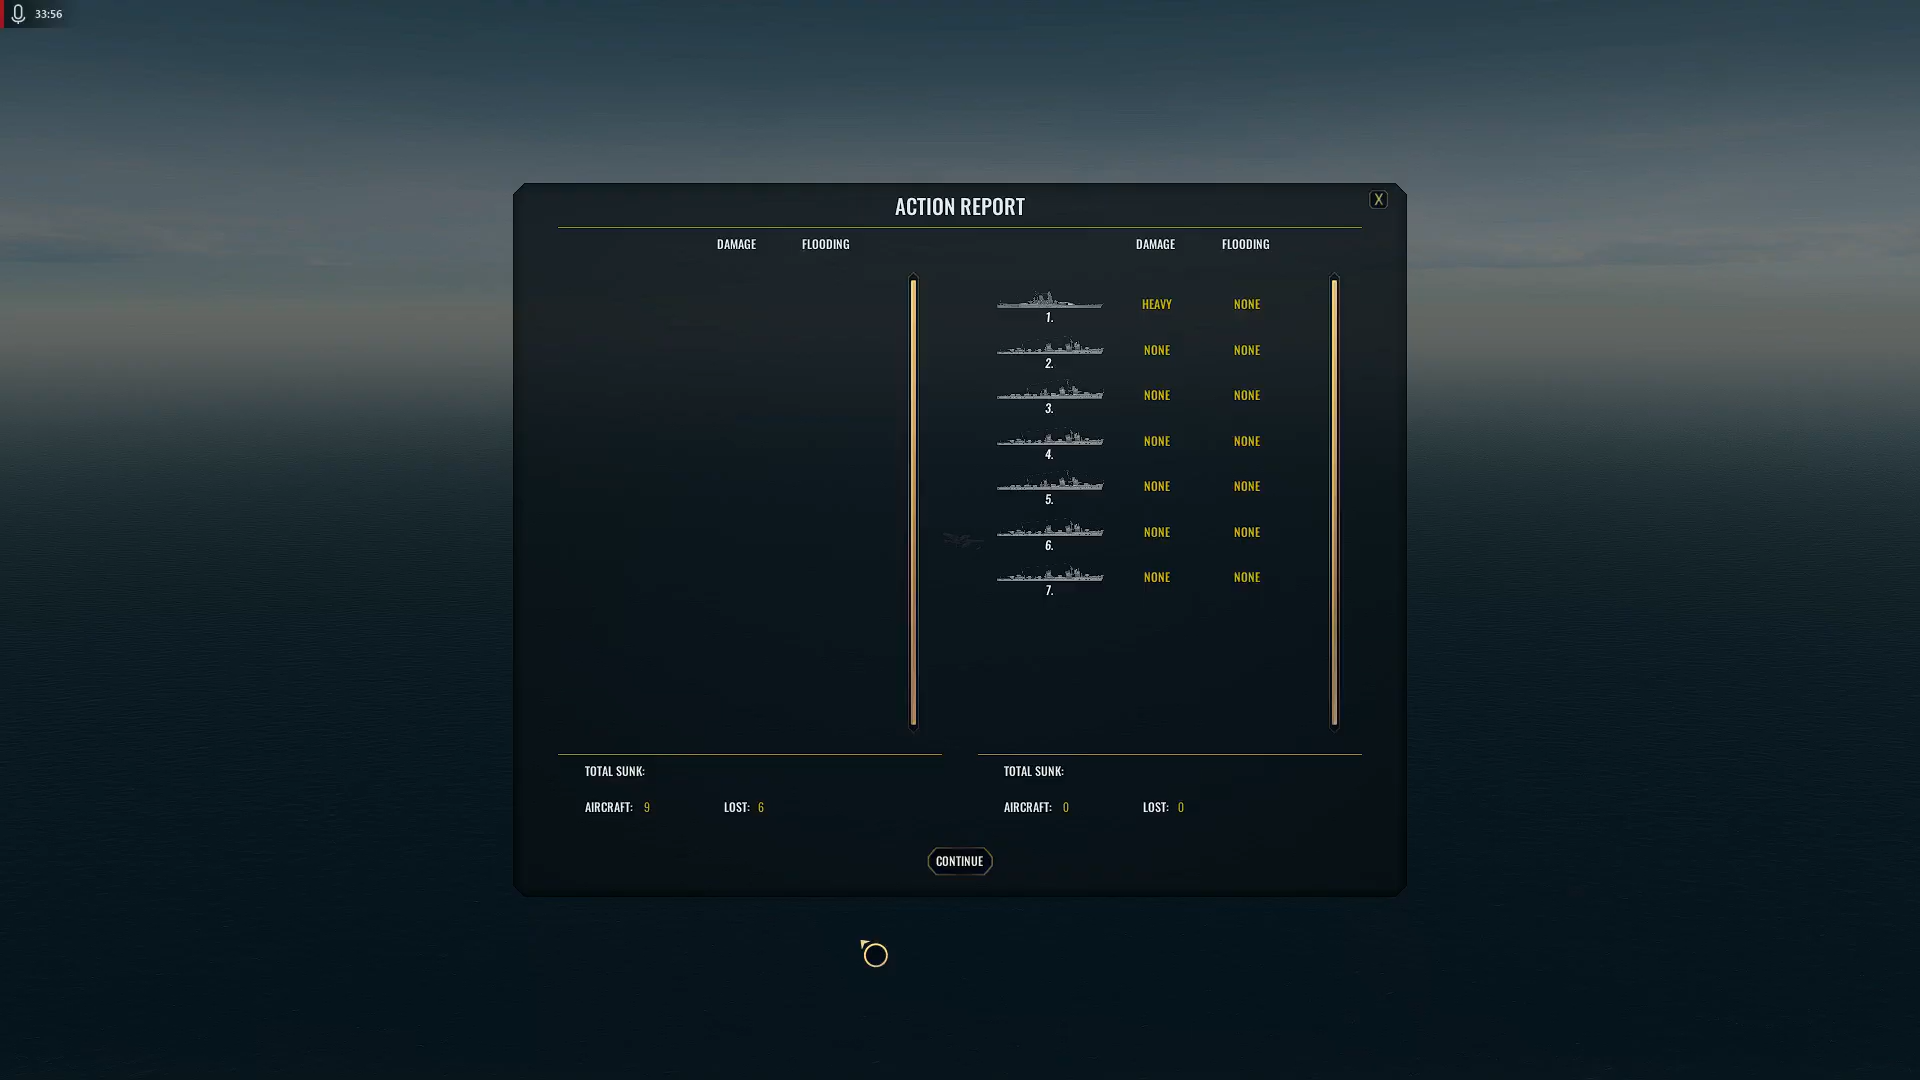 33:56
ACTION REPORT
X
DAMAGE FLOODING
DAMAGE FLOODING
HEAVY NONE
1.
NONE NONE
2.
NONE NONE
3.
NONE NONE
4.
NONE NONE
5.
NONE NONE
6.
NONE NONE
7.
TOTAL SUNK:
AIRCRAFT: 9 LOST: 6
TOTAL SUNK:
AIRCRAFT: 0 LOST: 0
CONTINUE